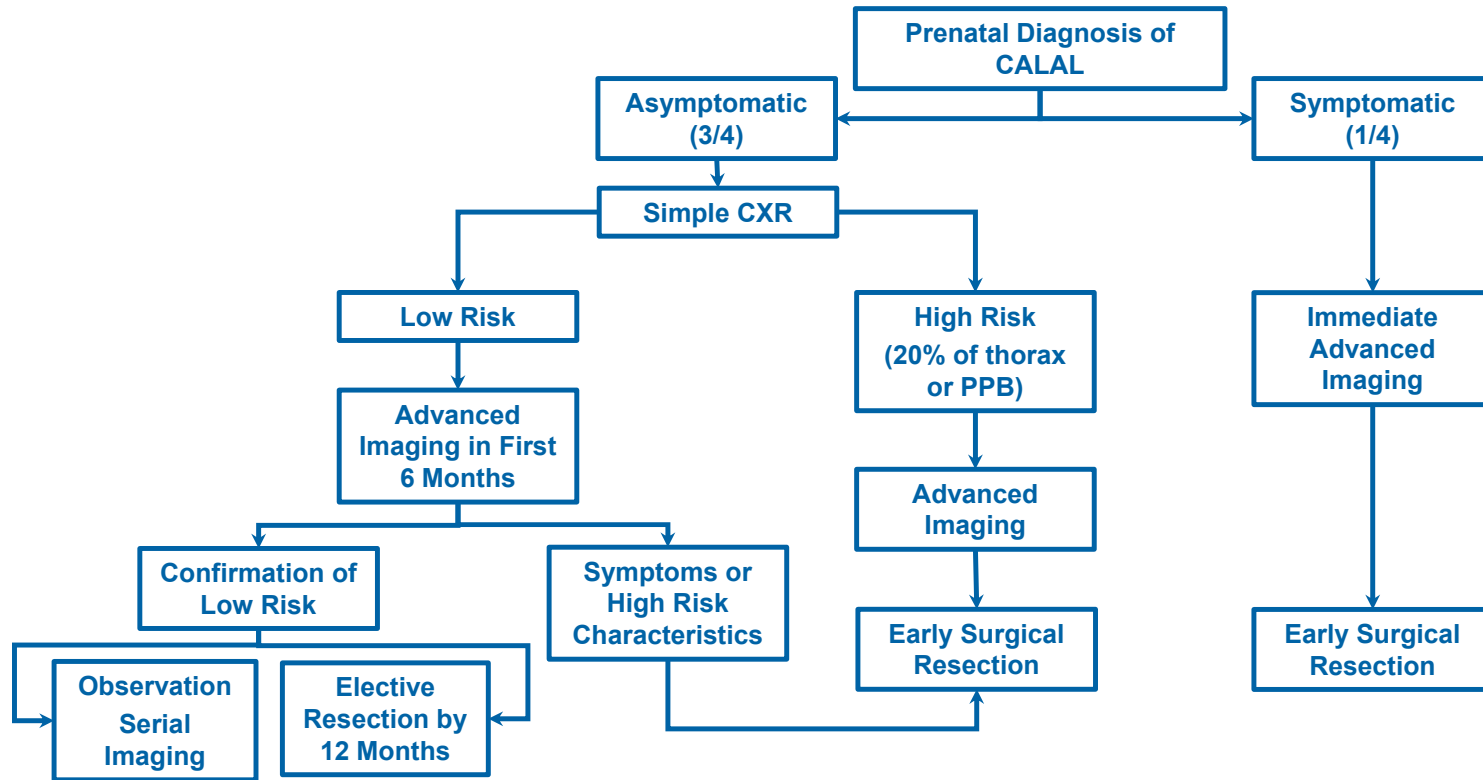 Prenatal Diagnosis of
CALAL
Asymptomatic
(3/4)
Symptomatic
(1/4)
Simple CXR
Low Risk
High Risk
(20% of thorax
or PPB)
Immediate
Advanced
Imaging
Advanced
Imaging in First
6 Months
Advanced
Imaging
Confirmation of
Low Risk
Symptoms or
High Risk
Characteristics
Early Surgical
Resection
Early Surgical
Resection
Observation
Serial
Imaging
Elective
Resection by
12 Months